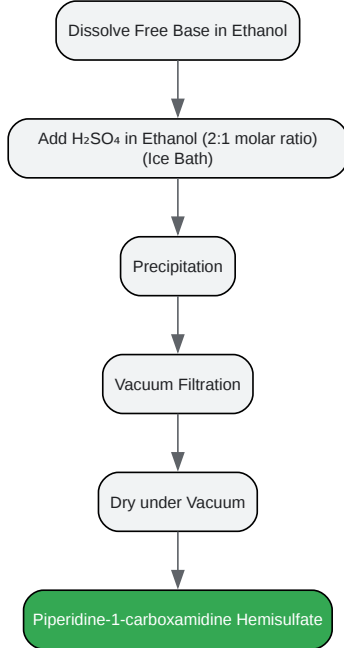 Dissolve Free Base in Ethanol
Add H₂SO₄ in Ethanol (2:1 molar ratio)
(Ice Bath)
Precipitation
Vacuum Filtration
Dry under Vacuum
Piperidine-1-carboxamidine Hemisulfate